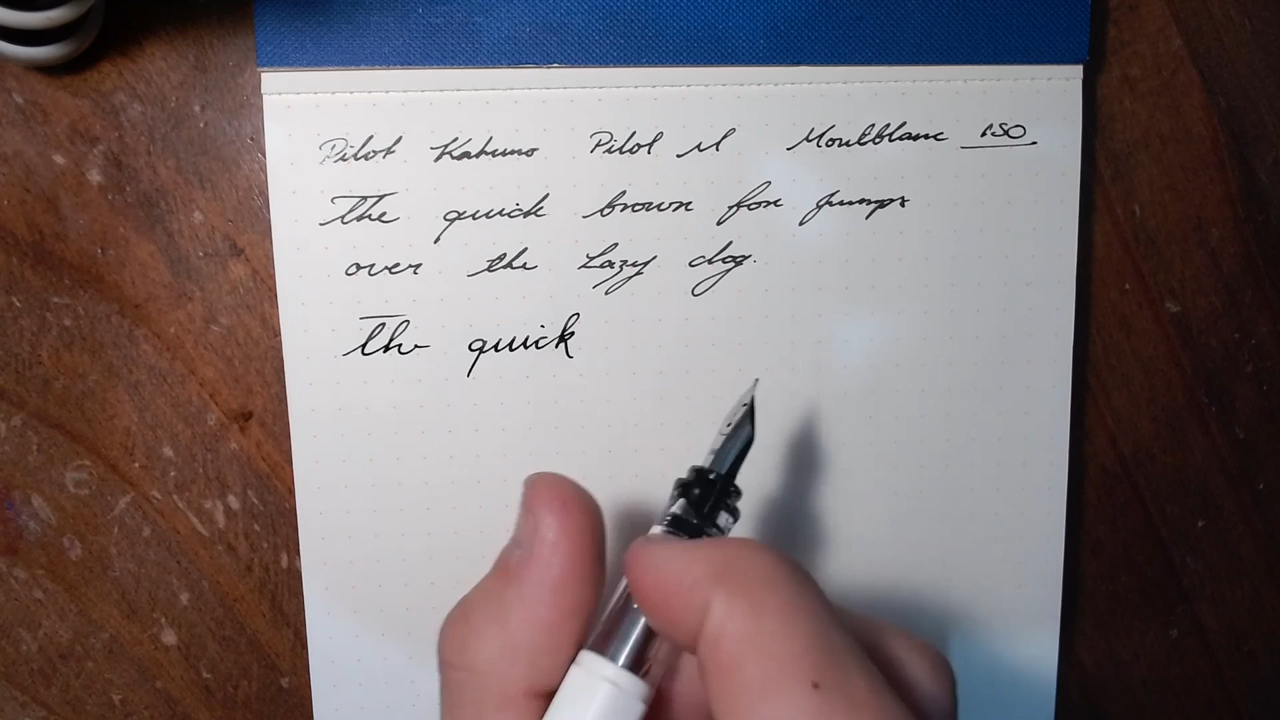 Pilot Kakuno Pilot M Montblanc 150
The quick brown fox jumps
over the Lazy dog.
The quick